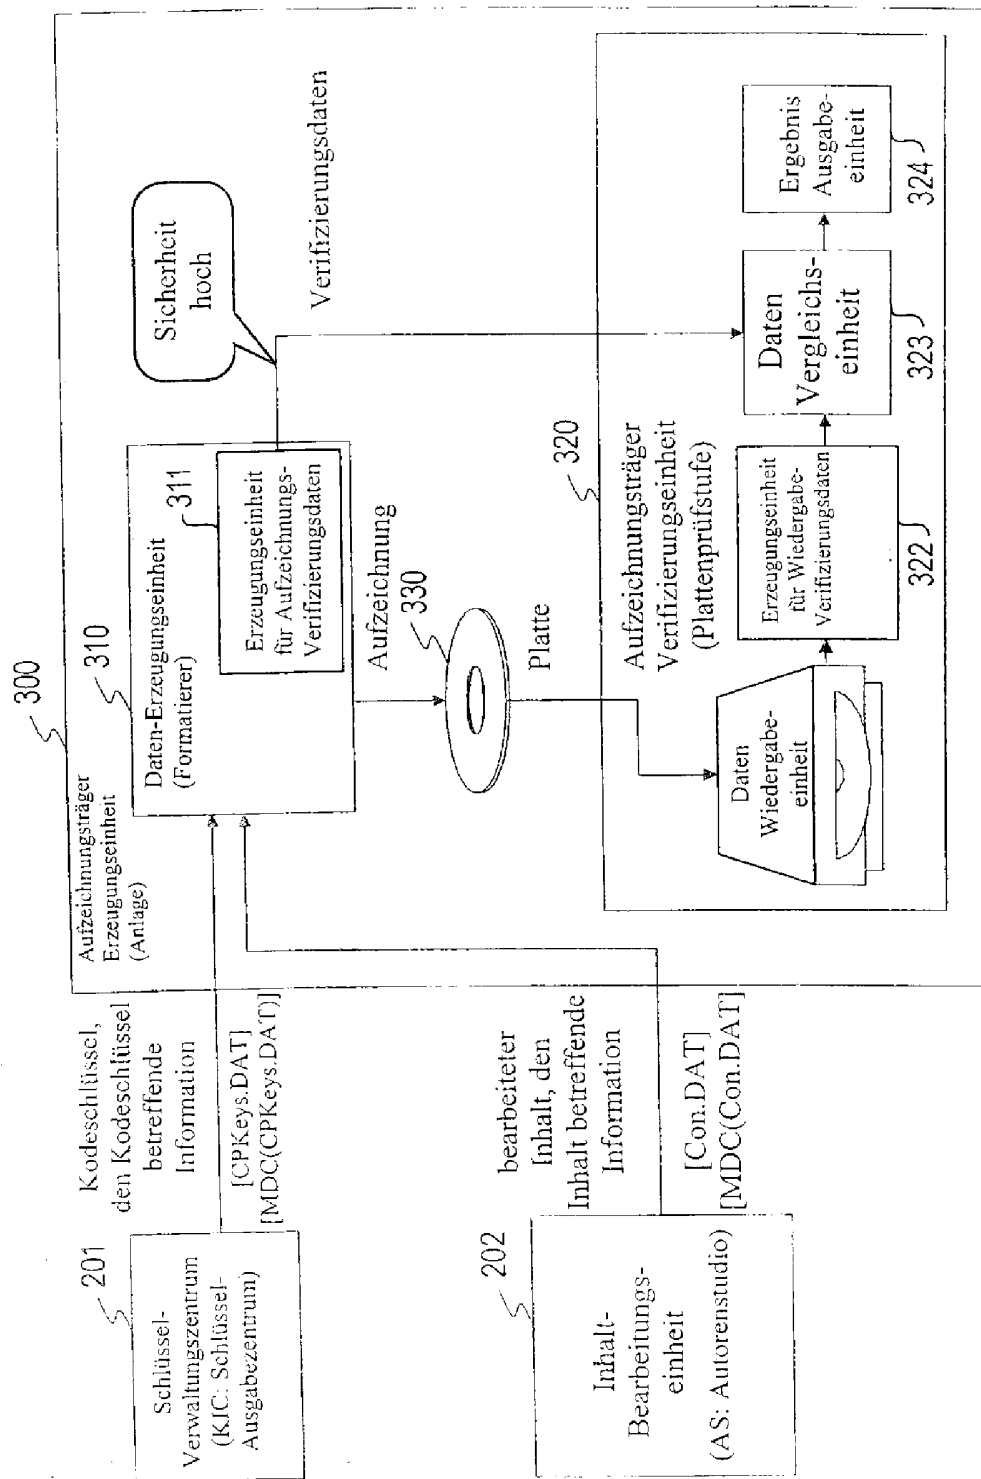 300
Aufzeichnungsträger
Erzeugungseinheit
(Anlage)
201
Schlüssel-
Verwaltungszentrum
(KIC: Schlüssel-
Ausgabezentrum)
Kodeschlüssel,
den Kodeschlüssel
betreffende
Information
[CPKeys.DAT]
[MDC(CPKeys.DAT)]
202
Inhalt-
Bearbeitungs-
einheit
(AS: Autorenstudio)
bearbeiteter
Inhalt, den
Inhalt betreffende
Information
[Con.DAT]
[MDC(Con.DAT]
310
Daten-Erzeugungseinheit
(Formatierer)
311
Erzeugungseinheit
für Aufzeichnungs-
Verifizierungsdaten
Sicherheit
hoch
Verifizierungsdaten
Aufzeichnung
330
Platte
320
Aufzeichnungsträger
Verifizierungseinheit
(Plattenprüfstufe)
Daten
Wiedergabe-
einheit
Erzeugungseinheit
für Wiedergabe-
Verifizierungsdaten
322
Daten
Vergleichs-
einheit
323
Ergebnis
Ausgabe-
einheit
324